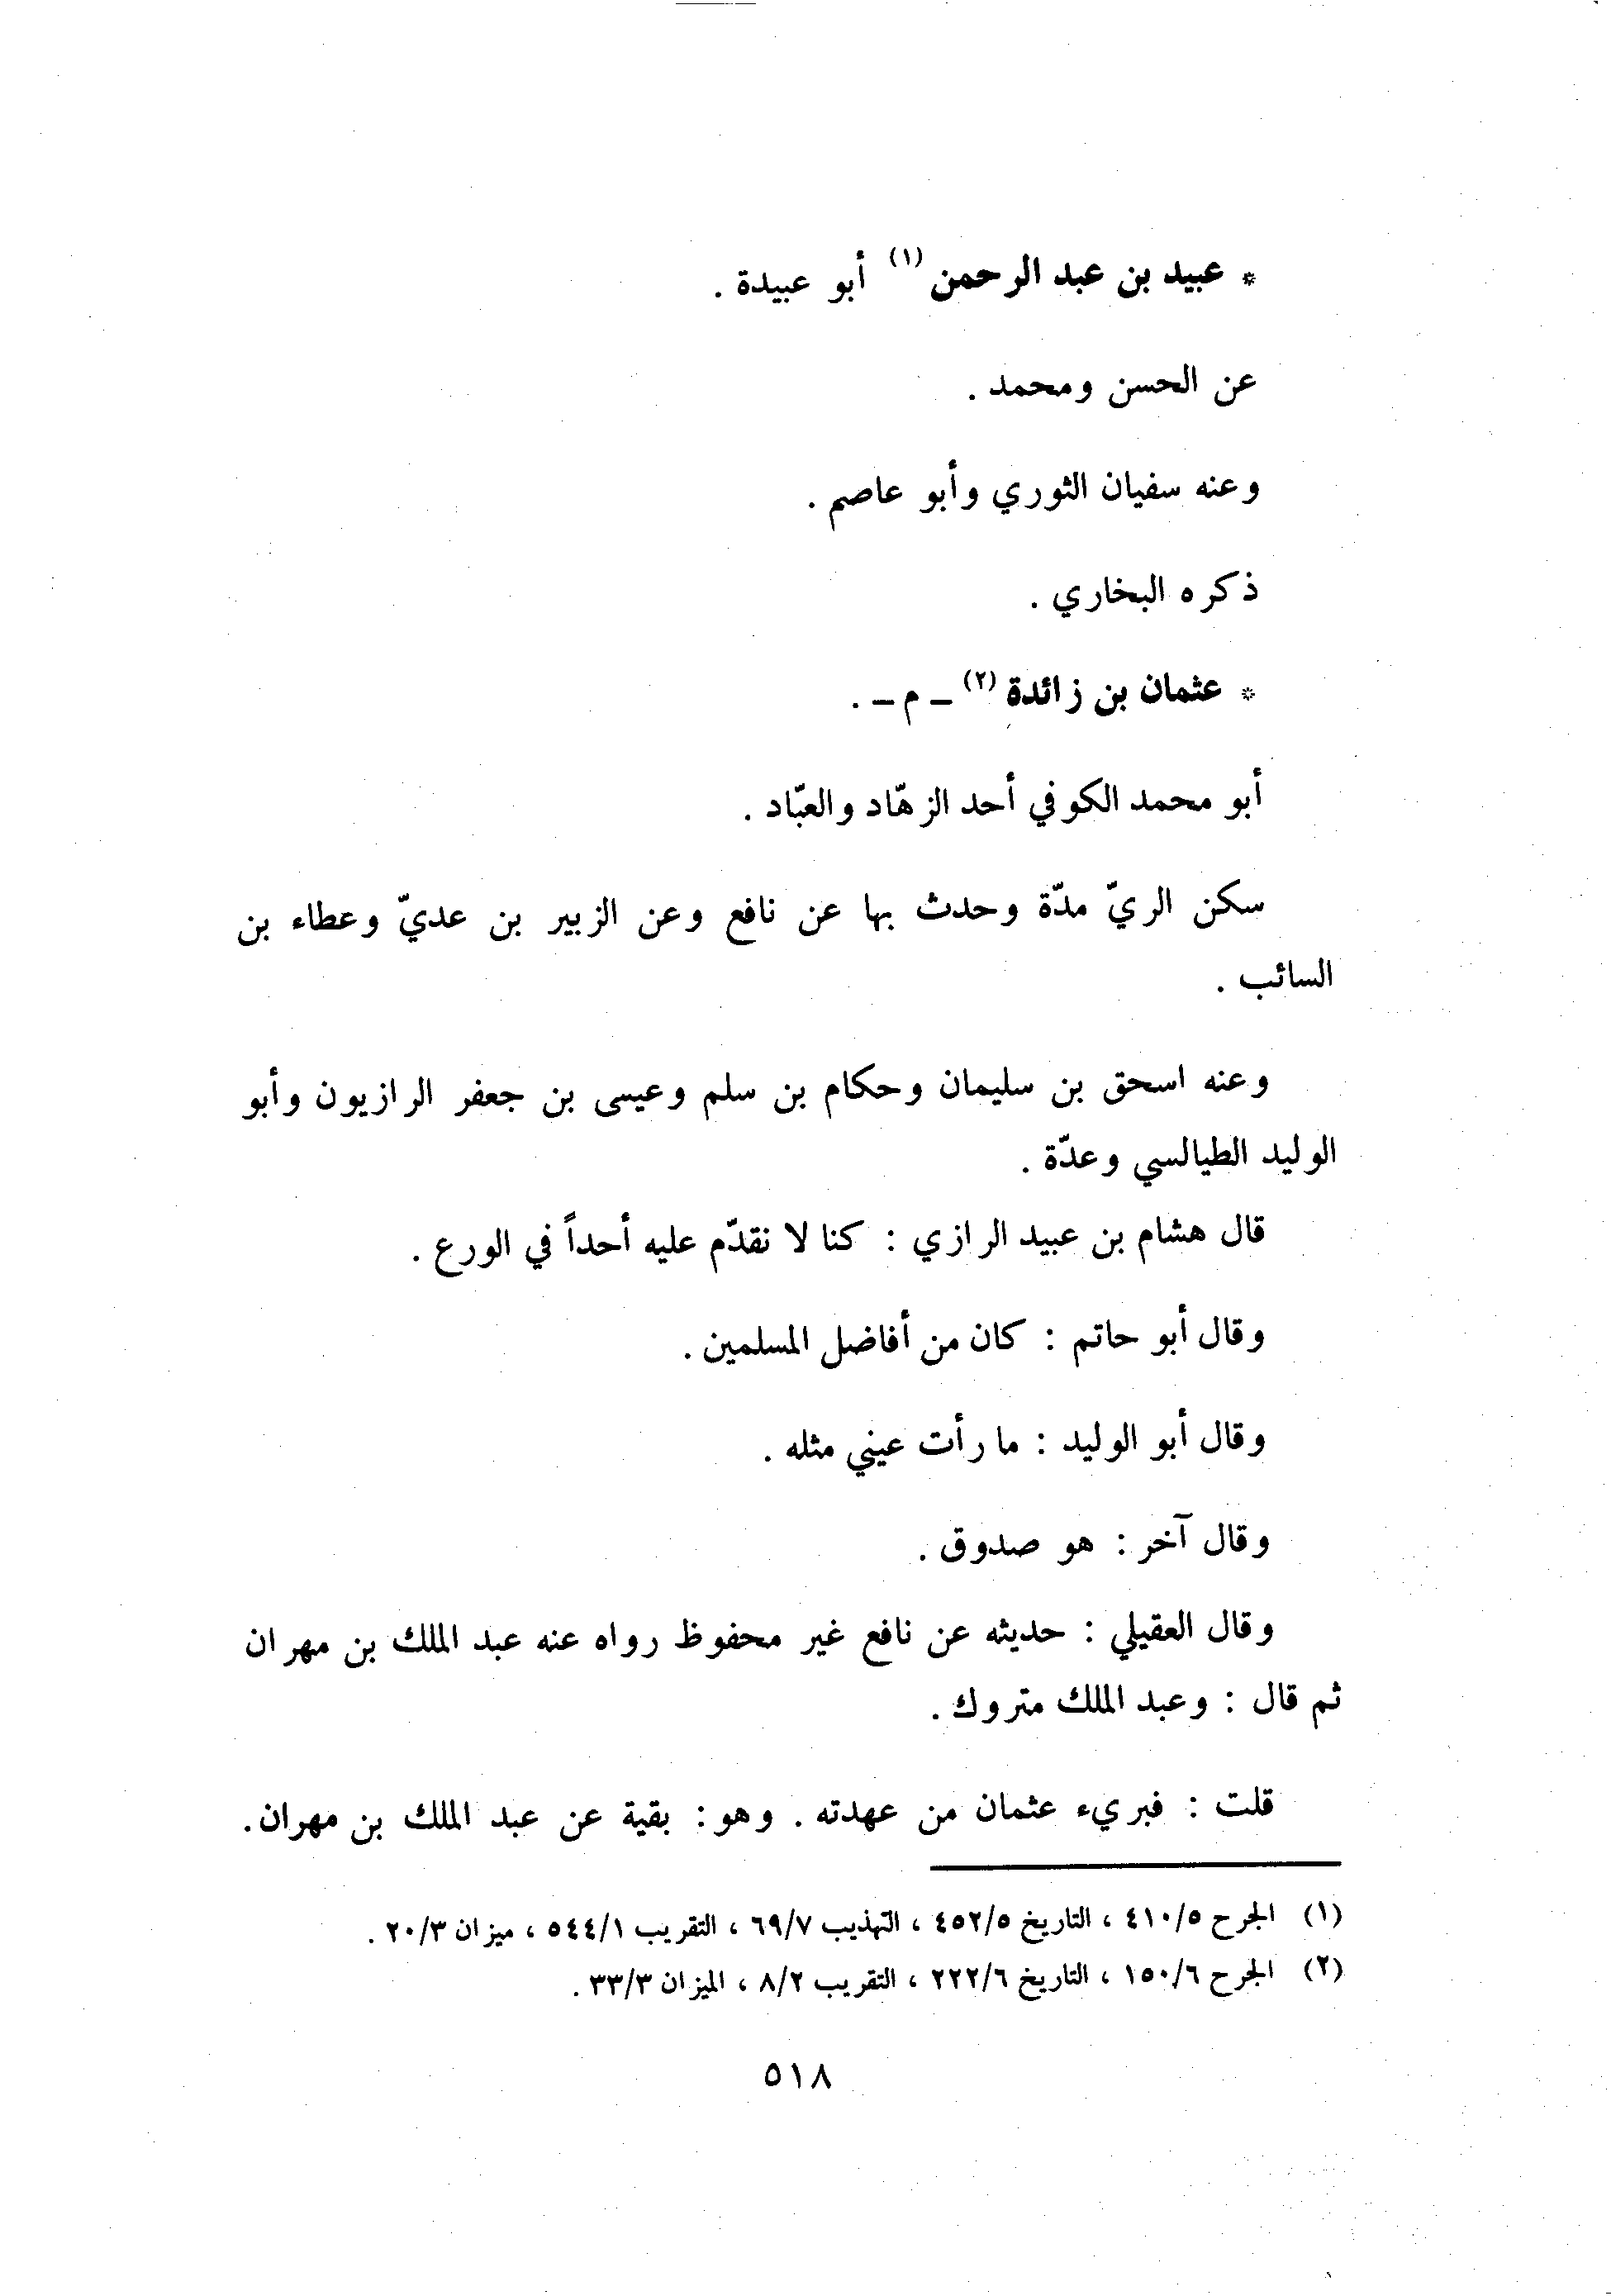 * عبيد بن عبد الرحمن (١) أبو عبيدة .
عن الحسن ومحمد .
وعنه سفيان الثوري وأبو عاصم .
ذكره البخاري .
* عثمان بن زائدة (٢) – م – .
أبو محمد الكوفي أحد الزهّاد والعبّاد .
سكن الريّ مدّة وحدث بها عن نافع وعن الزبير بن عديّ وعطاء بن
السائب .
وعنه اسحق بن سليمان وحكام بن سلم وعيسى بن جعفر الرازيون وأبو
الوليد الطيالسي وعدّة .
قال هشام بن عبيد الرازي : كنا لا نقدّم عليه أحداً في الورع .
وقال أبو حاتم : كان من أفاضل المسلمين .
وقال أبو الوليد : ما رأت عيني مثله .
وقال آخر : هو صدوق .
وقال العقيلي : حديثه عن نافع غير محفوظ رواه عنه عبد الملك بن مهران
ثم قال : وعبد الملك متروك .
قلت : فبريء عثمان من عهدته . وهو : بقية عن عبد الملك بن مهران .
(١) الجرح ٤١٠/٥ ، التاريخ ٤٥٢/٥ ، التهذيب ٦٩/٧ ، التقريب ٥٤٤/١ ، ميزان ٢٠/٣ .
(٢) الجرح ١٥٠/٦ ، التاريخ ٢٢٢/٦ ، التقريب ٨/٢ ، الميزان ٣٣/٣ .
٥١٨